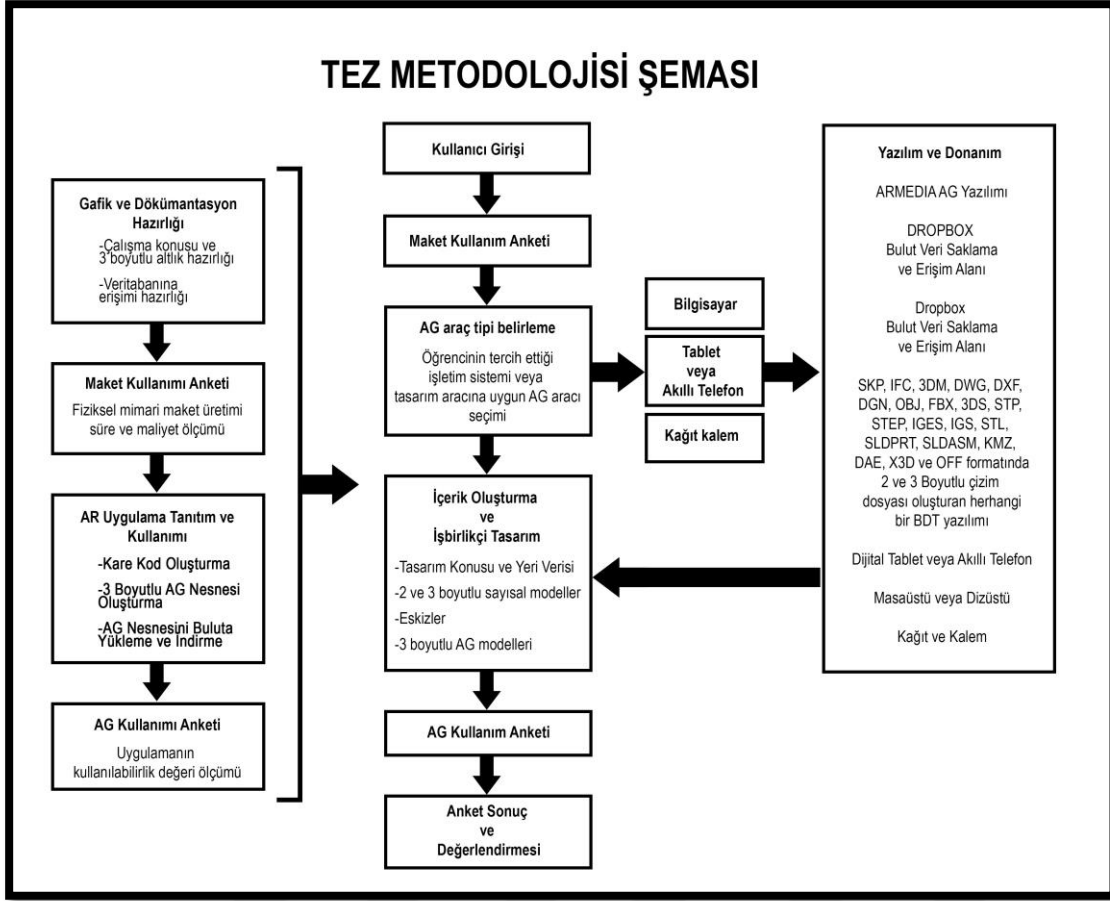 TEZ METODOLOJİSİ ŞEMASI
Gafik ve Dökümantasyon
Hazırlığı
-Çalışma konusu ve
3 boyutlu altlık hazırlığı
-Veritabanına
erişimi hazırlığı
Maket Kullanımı Anketi
Fiziksel mimari maket üretimi
süre ve maliyet ölçümü
AR Uygulama Tanıtım ve
Kullanımı
-Kare Kod Oluşturma
-3 Boyutlu AG Nesnesi
Oluşturma
-AG Nesnesini Buluta
Yükleme ve İndirme
AG Kullanımı Anketi
Uygulamanın
kullanılabilirlik değeri ölçümü
Kullanıcı Girişi
Maket Kullanım Anketi
AG araç tipi belirleme
Öğrencinin tercih ettiği
işletim sistemi veya
tasarım aracına uygun AG aracı
seçimi
İçerik Oluşturma
ve
İşbirlikçi Tasarım
-Tasarım Konusu ve Yeri Verisi
-2 ve 3 boyutlu sayısal modeller
-Eskizler
-3 boyutlu AG modelleri
AG Kullanım Anketi
Anket Sonuç
ve
Değerlendirmesi
Bilgisayar
Tablet
veya
Akıllı Telefon
Kağıt kalem
Yazılım ve Donanım
ARMEDIA AG Yazılımı
DROPBOX
Bulut Veri Saklama
ve Erişim Alanı
Dropbox
Bulut Veri Saklama
ve Erişim Alanı
SKP, IFC, 3DM, DWG, DXF,
DGN, OBJ, FBX, 3DS, STP,
STEP, IGES, IGS, STL,
SLDPRT, SLDASM, KMZ,
DAE, X3D ve OFF formatında
2 ve 3 Boyutlu çizim
dosyası oluşturan herhangi
bir BDT yazılımı
Dijital Tablet veya Akıllı Telefon
Masaüstü veya Dizüstü
Kağıt ve Kalem